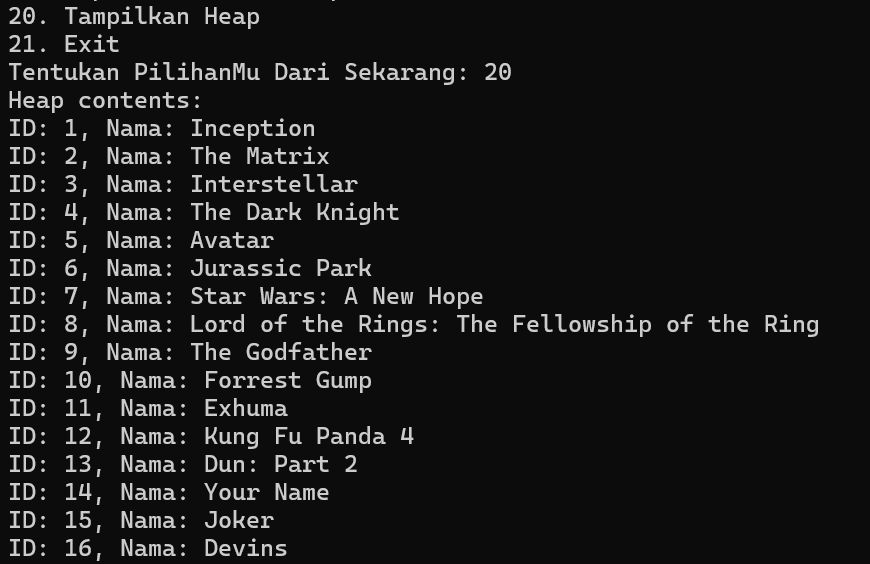 20. Tampilkan Heap
21. Exit
Tentukan PilihanMu Dari Sekarang: 20
Heap contents:
ID: 1, Nama: Inception
ID: 2, Nama: The Matrix
ID: 3, Nama: Interstellar
ID: 4, Nama: The Dark Knight
ID: 5, Nama: Avatar
ID: 6, Nama: Jurassic Park
ID: 7, Nama: Star Wars: A New Hope
ID: 8, Nama: Lord of the Rings: The Fellowship of the Ring
ID: 9, Nama: The Godfather
ID: 10, Nama: Forrest Gump
ID: 11, Nama: Exhuma
ID: 12, Nama: Kung Fu Panda 4
ID: 13, Nama: Dun: Part 2
ID: 14, Nama: Your Name
ID: 15, Nama: Joker
ID: 16, Nama: Devins